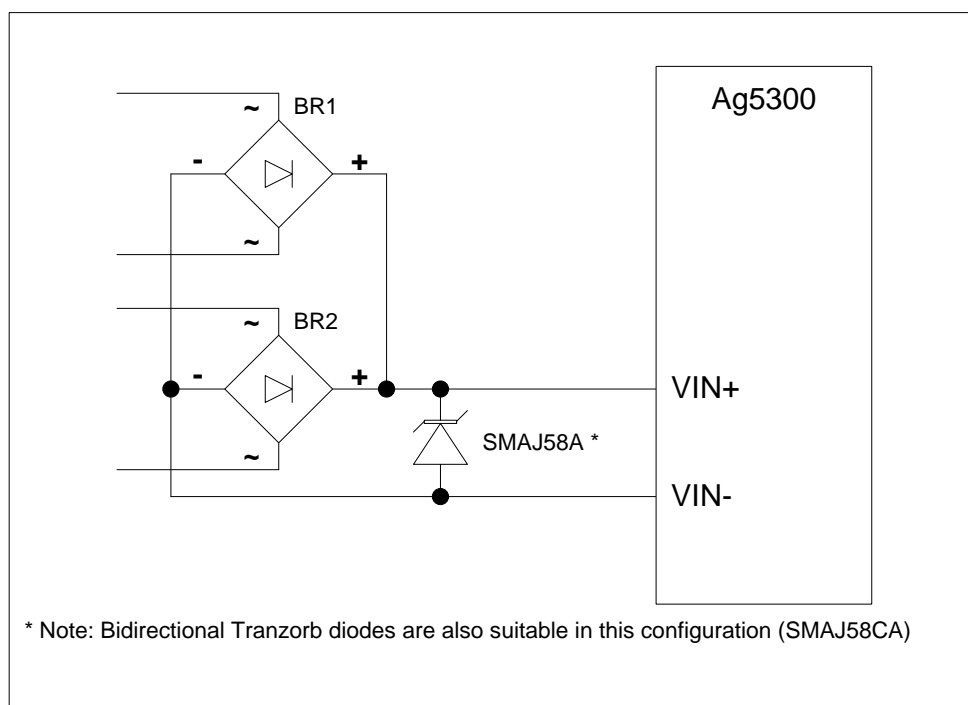 Ag5300
~
BR1
-
+
~
~
BR2
-
+
~
VIN+
SMAJ58A *
VIN-
* Note: Bidirectional Tranzorb diodes are also suitable in this configuration (SMAJ58CA)